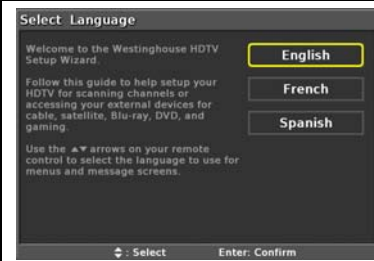 Select Language
Welcome to the Westinghouse HDTV
Setup Wizard.
Follow this guide to help setup your
HDTV for scanning channels or
accessing your external devices for
cable, satellite, Blu-ray, DVD, and
gaming.
Use the ▲▼ arrows on your remote
control to select the language to use for
menus and message screens.
English
French
Spanish
: Select Enter: Confirm